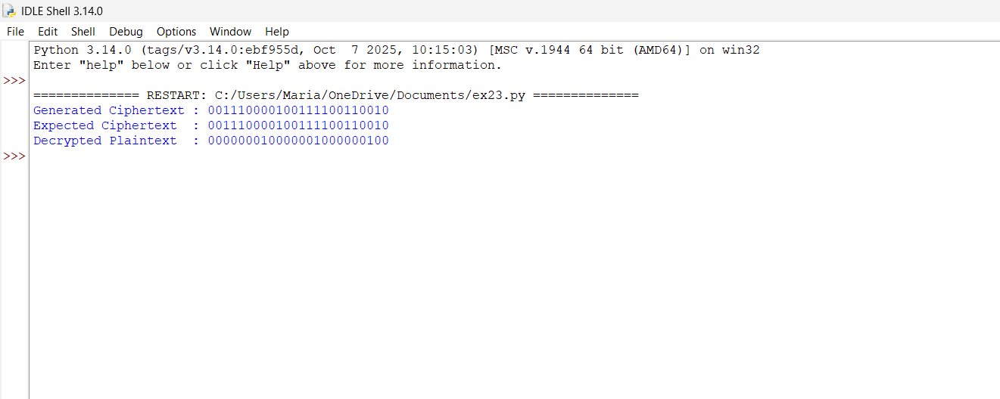 IDLE Shell 3.14.0
File Edit Shell Debug Options Window Help
Python 3.14.0 (tags/v3.14.0:ebf955d, Oct  7 2025, 10:15:03) [MSC v.1944 64 bit (AMD64)] on win32
Enter "help" below or click "Help" above for more information.
>>>
============== RESTART: C:/Users/Maria/OneDrive/Documents/ex23.py ==============
Generated Ciphertext : 001110000100111100110010
Expected Ciphertext  : 001110000100111100110010
Decrypted Plaintext  : 000000010000001000000100
>>>